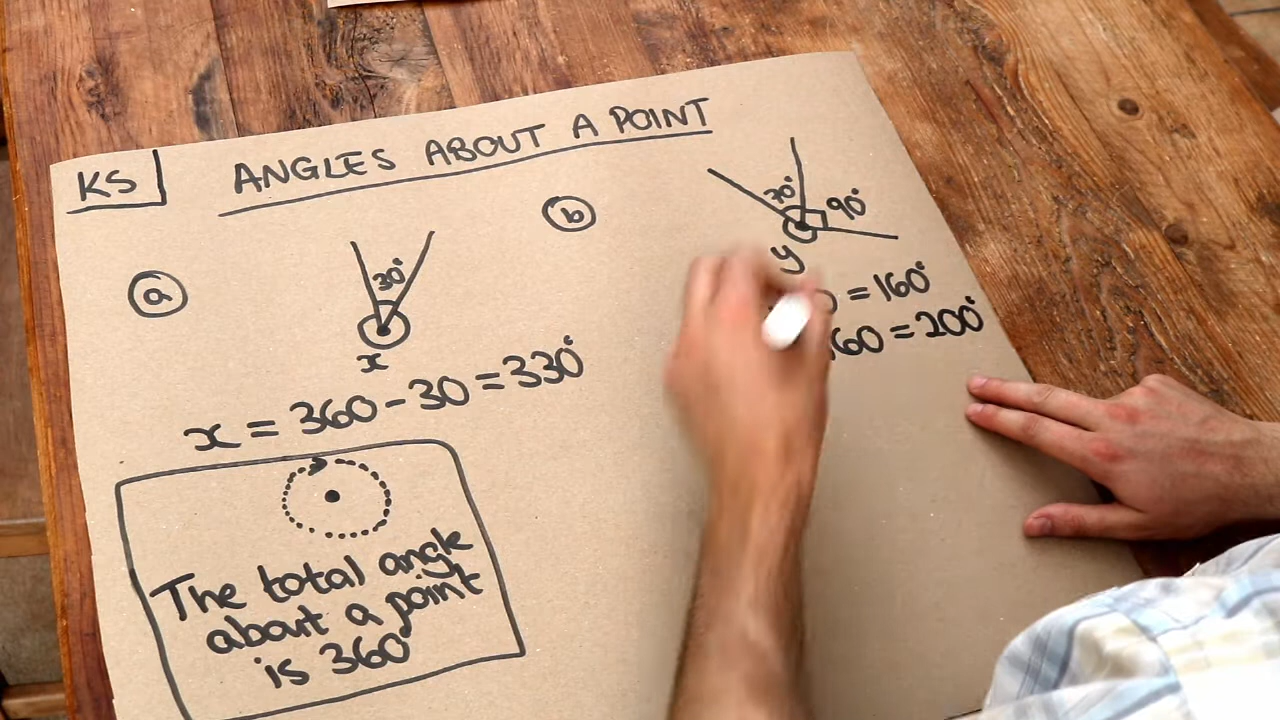 KS
ANGLES ABOUT A POINT
a
30°
x
x = 360 - 30 = 330°
The total angle
about a point
is 360°
b
70°
90°
y
= 160°
160 = 200°